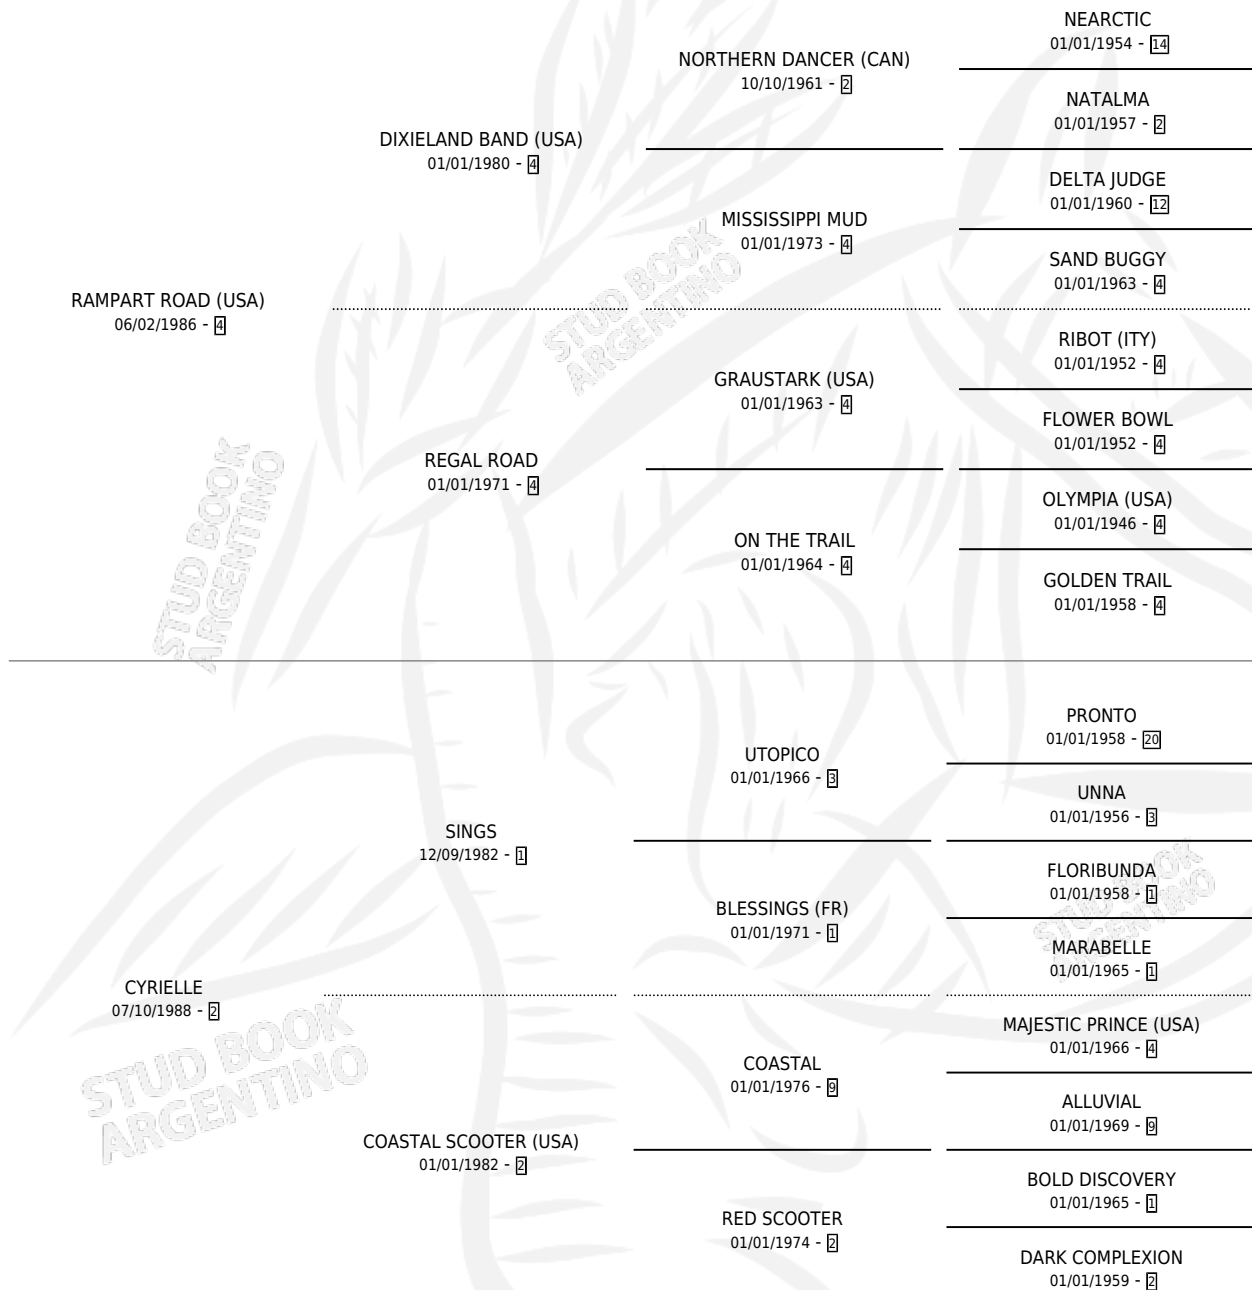 NEARCTIC
01/01/1954 - 14
NORTHERN DANCER (CAN)
10/10/1961 - 2
NATALMA
01/01/1957 - 2
DIXIELAND BAND (USA)
01/01/1980 - 4
DELTA JUDGE
01/01/1960 - 12
MISSISSIPPI MUD
01/01/1973 - 4
SAND BUGGY
01/01/1963 - 4
RAMPART ROAD (USA)
06/02/1986 - 4
RIBOT (ITY)
01/01/1952 - 4
GRAUSTARK (USA)
01/01/1963 - 4
FLOWER BOWL
01/01/1952 - 4
REGAL ROAD
01/01/1971 - 4
OLYMPIA (USA)
01/01/1946 - 4
ON THE TRAIL
01/01/1964 - 4
GOLDEN TRAIL
01/01/1958 - 4
PRONTO
01/01/1958 - 20
UTOPICO
01/01/1966 - 3
UNNA
01/01/1956 - 3
SINGS
12/09/1982 - 1
FLORIBUNDA
01/01/1958 - 1
BLESSINGS (FR)
01/01/1971 - 1
MARABELLE
01/01/1965 - 1
CYRIELLE
07/10/1988 - 2
MAJESTIC PRINCE (USA)
01/01/1966 - 4
COASTAL
01/01/1976 - 9
ALLUVIAL
01/01/1969 - 9
COASTAL SCOOTER (USA)
01/01/1982 - 2
BOLD DISCOVERY
01/01/1965 - 1
RED SCOOTER
01/01/1974 - 2
DARK COMPLEXION
01/01/1959 - 2
STUD BOOK
ARGENTINO
STUD BOOK
ARGENTINO
STUD BOOK
ARGENTINO
STUD BOOK
ARGENTINO